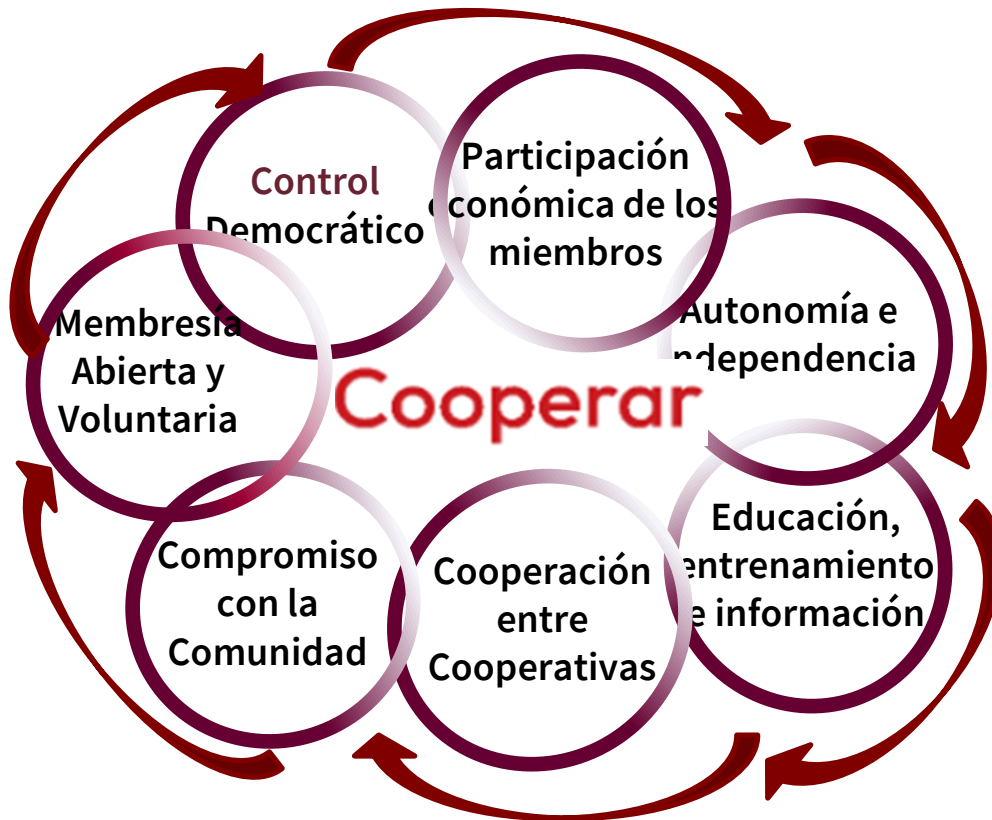 Control
Democrático
Participación
económica de los
miembros
Autonomía e
independencia
Educación,
entrenamiento
e información
Cooperación
entre
Cooperativas
Compromiso
con la
Comunidad
Membresía
Abierta y
Voluntaria
Cooperar